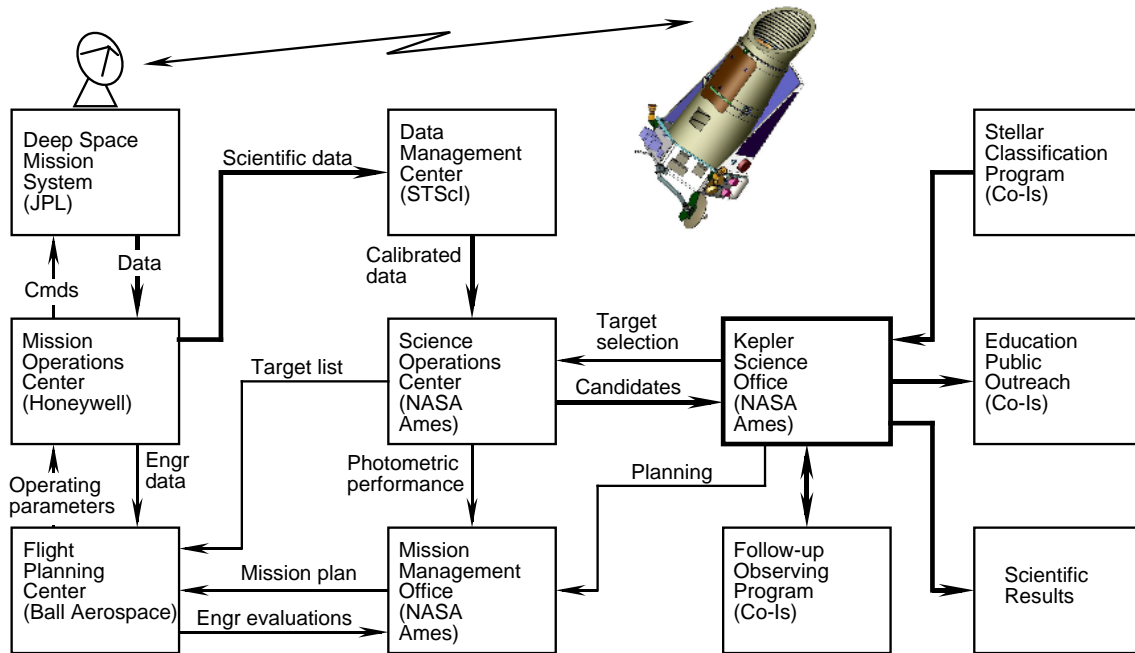 Deep Space
Mission
System
(JPL)
Scientific data
Data
Management
Center
(STScI)
Stellar
Classification
Program
(Co-Is)
Data
Cmds
Calibrated
data
Mission
Operations
Center
(Honeywell)
Target list
Science
Operations
Center
(NASA
Ames)
Target
selection
Candidates
Kepler
Science
Office
(NASA
Ames)
Education
Public
Outreach
(Co-Is)
Engr
data
Operating
parameters
Photometric
performance
Planning
Flight
Planning
Center
(Ball Aerospace)
Mission plan
Engr evaluations
Mission
Management
Office
(NASA
Ames)
Follow-up
Observing
Program
(Co-Is)
Scientific
Results